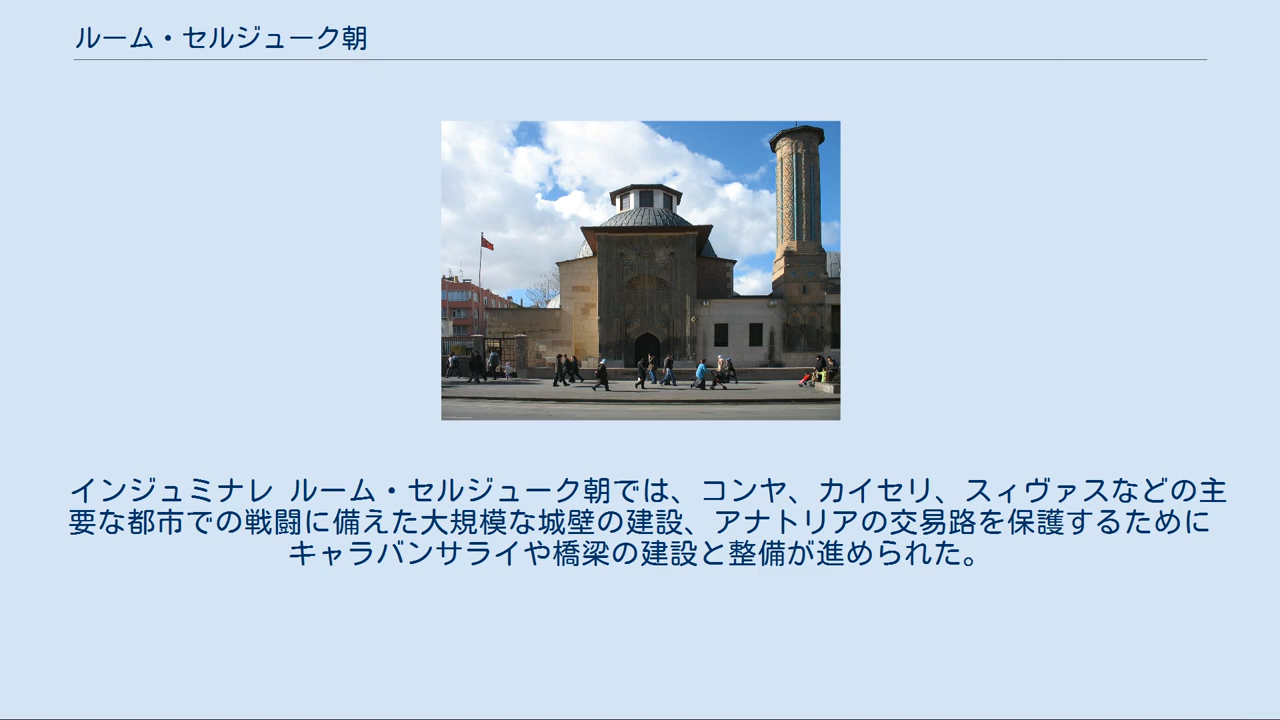 ルーム・セルジューク朝
インジュミナレ ルーム・セルジューク朝では、コンヤ、カイセリ、スィヴァスなどの主
要な都市での戦闘に備えた大規模な城壁の建設、アナトリアの交易路を保護するために
キャラバンサライや橋梁の建設と整備が進められた。